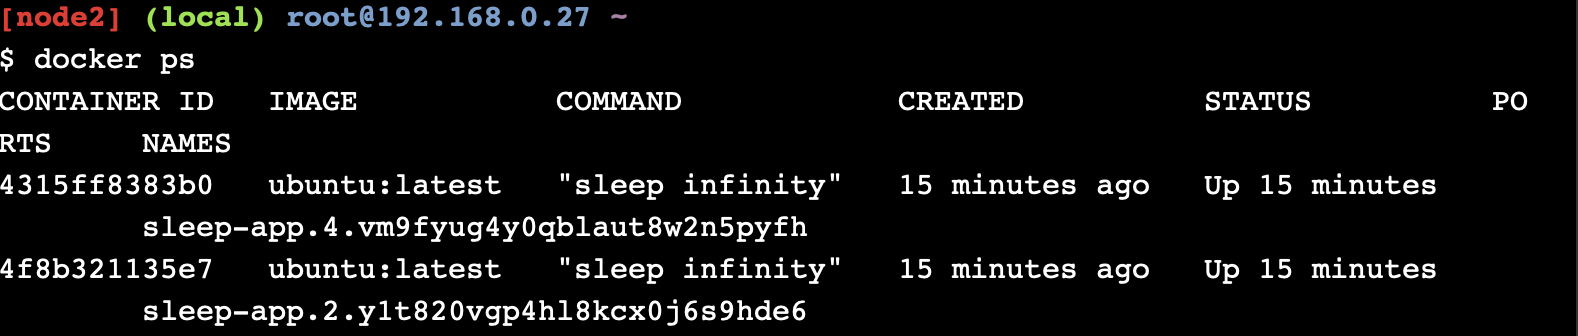 [node2] (local) root@192.168.0.27 ~
$ docker ps
CONTAINER ID   IMAGE           COMMAND            CREATED          STATUS          PO
RTS     NAMES
4315ff8383b0   ubuntu:latest   "sleep infinity"   15 minutes ago   Up 15 minutes
        sleep-app.4.vm9fyug4y0qblaut8w2n5pyfh
4f8b321135e7   ubuntu:latest   "sleep infinity"   15 minutes ago   Up 15 minutes
        sleep-app.2.y1t820vgp4hl8kcx0j6s9hde6